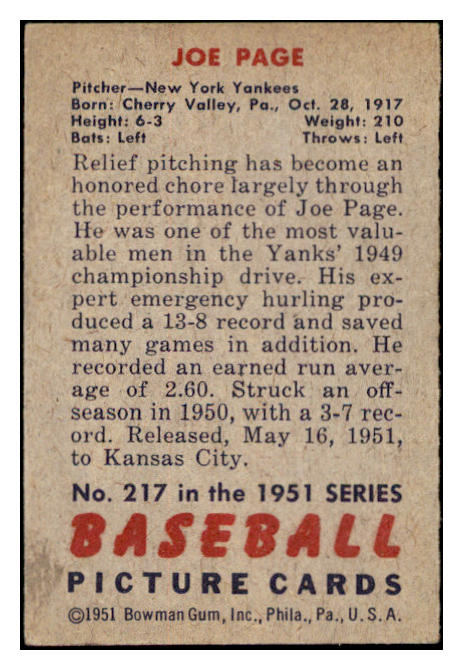 JOE PAGE
Pitcher—New York Yankees
Born: Cherry Valley, Pa., Oct. 28, 1917
Height: 6-3 Weight: 210
Bats: Left Throws: Left
Relief pitching has become an
honored chore largely through
the performance of Joe Page.
He was one of the most valu-
able men in the Yanks' 1949
championship drive. His ex-
pert emergency hurling pro-
duced a 13-8 record and saved
many games in addition. He
recorded an earned run aver-
age of 2.60. Struck an off-
season in 1950, with a 3-7 rec-
ord. Released, May 16, 1951,
to Kansas City.
No. 217 in the 1951 SERIES
BASEBALL
PICTURE CARDS
©1951 Bowman Gum, Inc., Phila., Pa., U. S. A.